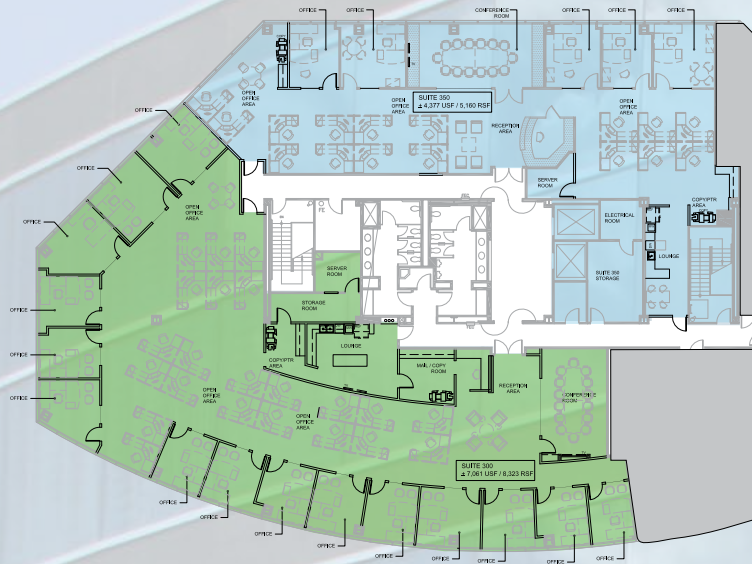 OFFICE
OFFICE
CONFERENCE
ROOM
OFFICE
OFFICE
OFFICE
OPEN
OFFICE
AREA
OPEN
OFFICE
AREA
SUITE 350
± 4,377 USF / 5,160 RSF
OPEN
OFFICE
AREA
OFFICE
RECEPTION
AREA
OFFICE
SERVER
ROOM
OFFICE
OPEN
OFFICE
AREA
FE
COPY/PTR
AREA
ELECTRICAL
ROOM
LOUNGE
SERVER
ROOM
SUITE 350
STORAGE
OFFICE
STORAGE
ROOM
OFFICE
LOUNGE
COPY/PTR
AREA
MAIL / COPY
ROOM
OFFICE
OPEN
OFFICE
AREA
RECEPTION
AREA
CONFERENCE
ROOM
OPEN
OFFICE
AREA
SUITE 300
± 7,061 USF / 8,323 RSF
OFFICE
OFFICE
OFFICE
OFFICE
OFFICE
OFFICE
OFFICE
OFFICE
OFFICE